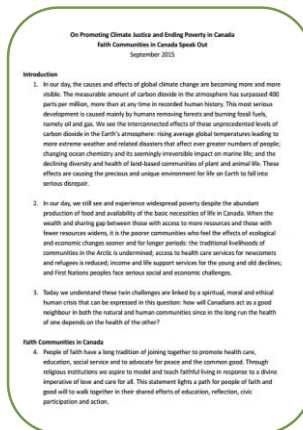 On Promoting Climate Justice and Ending Poverty in Canada
Faith Communities in Canada Speak Out
September 2015
Introduction
1. In our day, the causes and effects of global climate change are becoming more and more
visible. The measurable amount of carbon dioxide in the atmosphere has surpassed 400
parts per million, more than at any time in recorded human history. This most serious
development is caused mainly by humans removing forests and burning fossil fuels,
namely oil and gas. We see the interconnected effects of these unprecedented levels of
carbon dioxide in the Earth's atmosphere: rising average global temperatures leading to
more extreme weather and related disasters that affect ever greater numbers of people;
changing ocean chemistry and its seemingly irreversible impact on marine life; and the
declining diversity and health of land-based communities of plant and animal life. These
effects are causing the precious and unique environment for life on Earth to fall into
serious disrepair.
2. In our day, we still see and experience widespread poverty despite the abundant
production of food and availability of the basic necessities of life in Canada. When the
wealth and sharing gap between those with access to more resources and those with
fewer resources widens, it is the poorer communities who feel the effects of ecological
and economic changes sooner and for longer periods: the traditional livelihoods of
communities in the Arctic is undermined; access to health care services for newcomers
and refugees is reduced; income and life support services for the young and old declines;
and First Nations peoples face serious social and economic challenges.
3. Today we understand these twin challenges are linked by a spiritual, moral and ethical
human crisis that can be expressed in this question: how will Canadians act as a good
neighbour in both the natural and human communities since in the long run the health
of one depends on the health of the other?
Faith Communities in Canada
4. People of faith have a long tradition of joining together to promote health care,
education, social service and to advocate for peace and the common good. Through
religious institutions we aspire to model and teach faithful living in response to a divine
imperative of love and care for all. This statement lights a path for people of faith and
good will to walk together in their shared efforts of education, reflection, civic
participation and action.